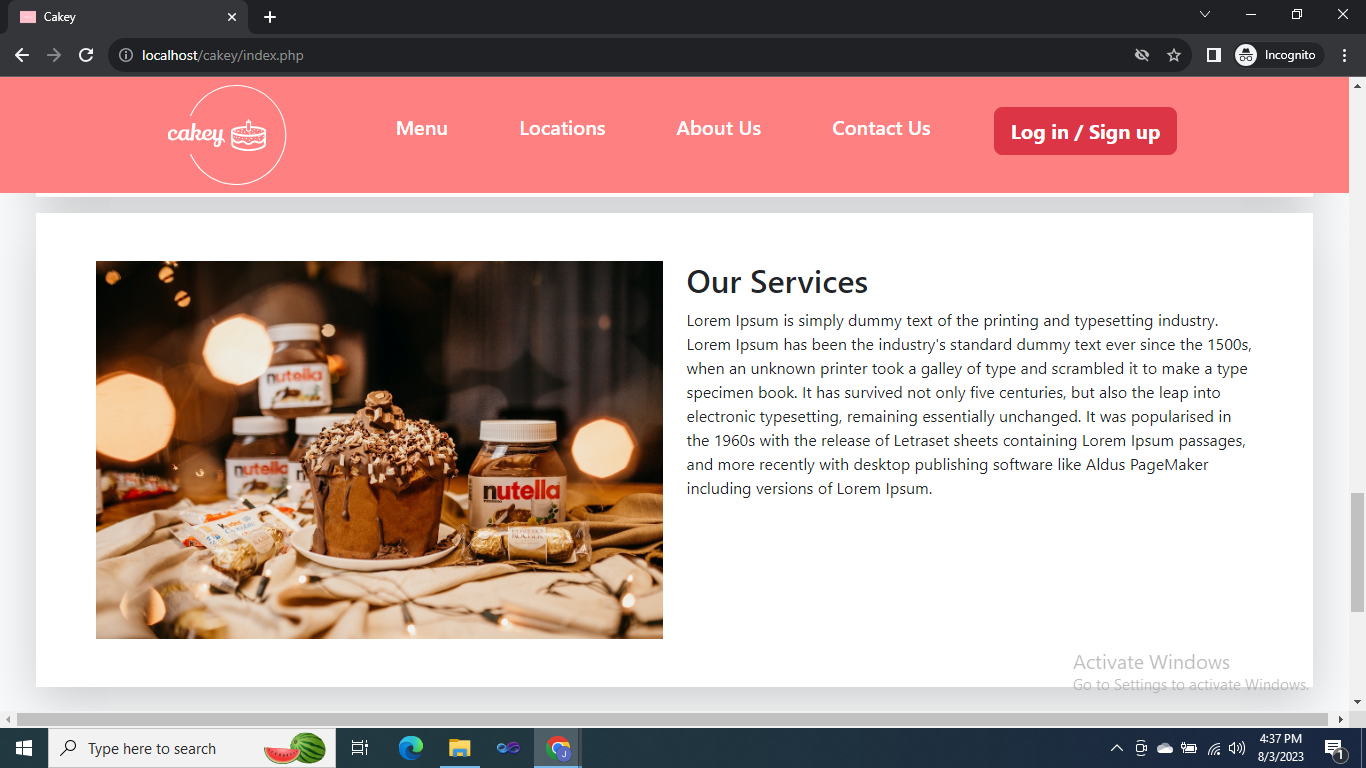 Cakey
localhost/cakey/index.php
Incognito
cakey
Menu
Locations
About Us
Contact Us
Log in / Sign up
nutella
nutella
nutella
Our Services
Lorem Ipsum is simply dummy text of the printing and typesetting industry.
Lorem Ipsum has been the industry's standard dummy text ever since the 1500s,
when an unknown printer took a galley of type and scrambled it to make a type
specimen book. It has survived not only five centuries, but also the leap into
electronic typesetting, remaining essentially unchanged. It was popularised in
the 1960s with the release of Letraset sheets containing Lorem Ipsum passages,
and more recently with desktop publishing software like Aldus PageMaker
including versions of Lorem Ipsum.
Activate Windows
Go to Settings to activate Windows.
Type here to search
J
4:37 PM
8/3/2023
1